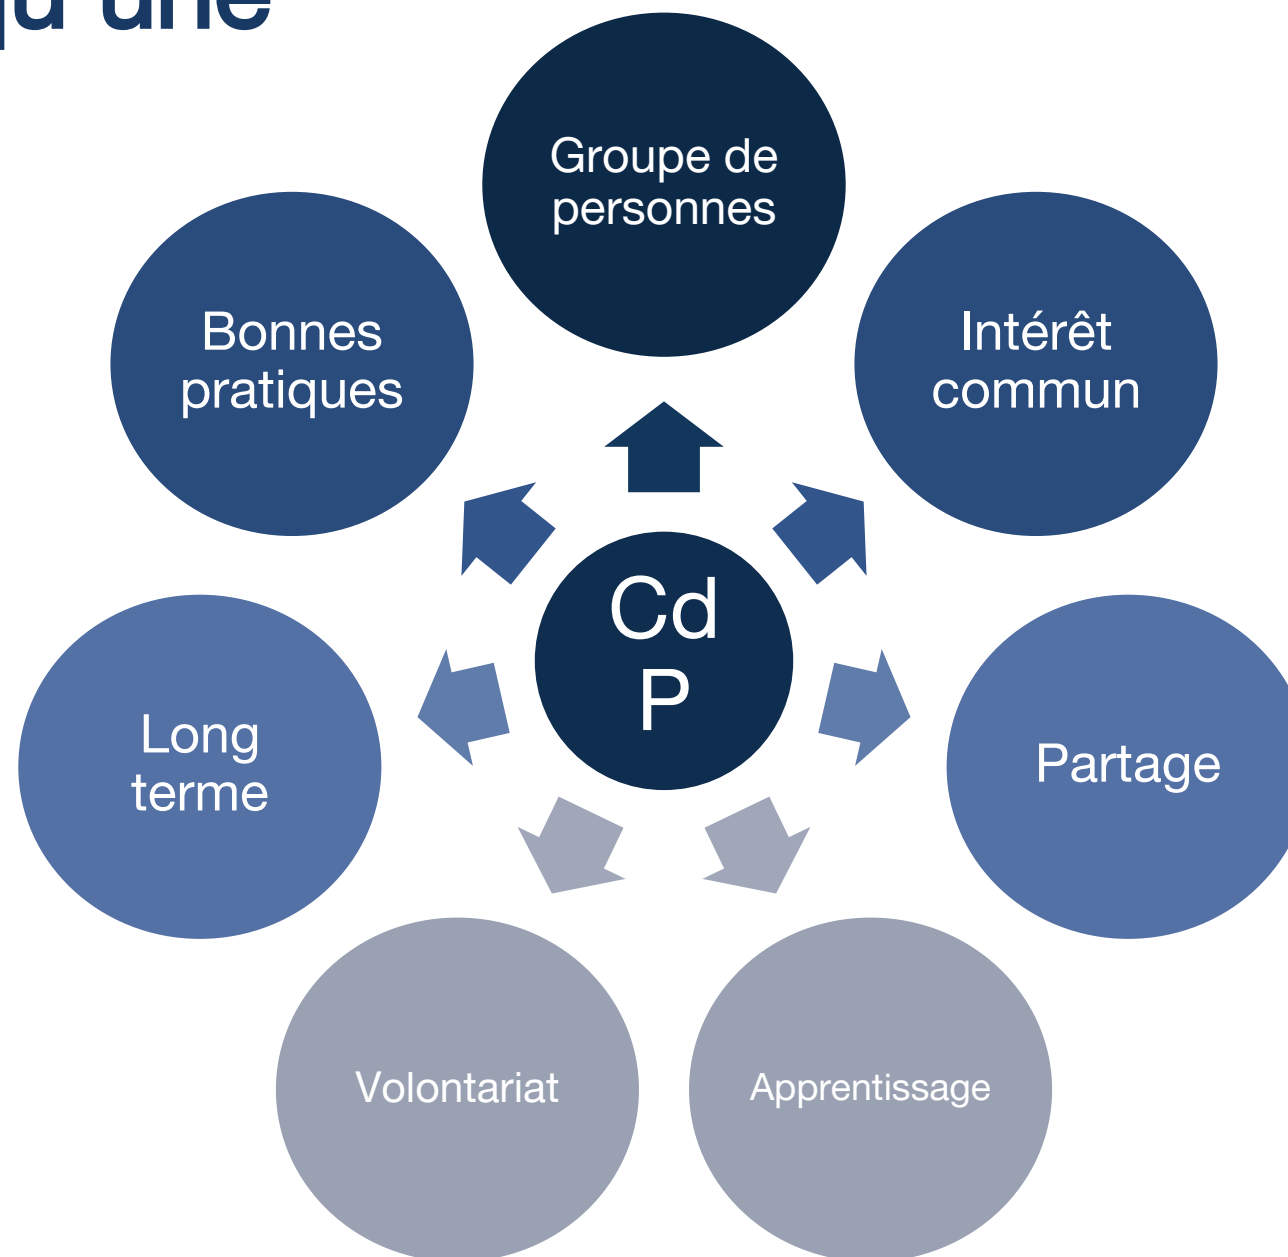 qu'une
Groupe de
personnes
Intérêt
commun
Partage
Apprentissage
Volontariat
Long
terme
Bonnes
pratiques
Cd
P